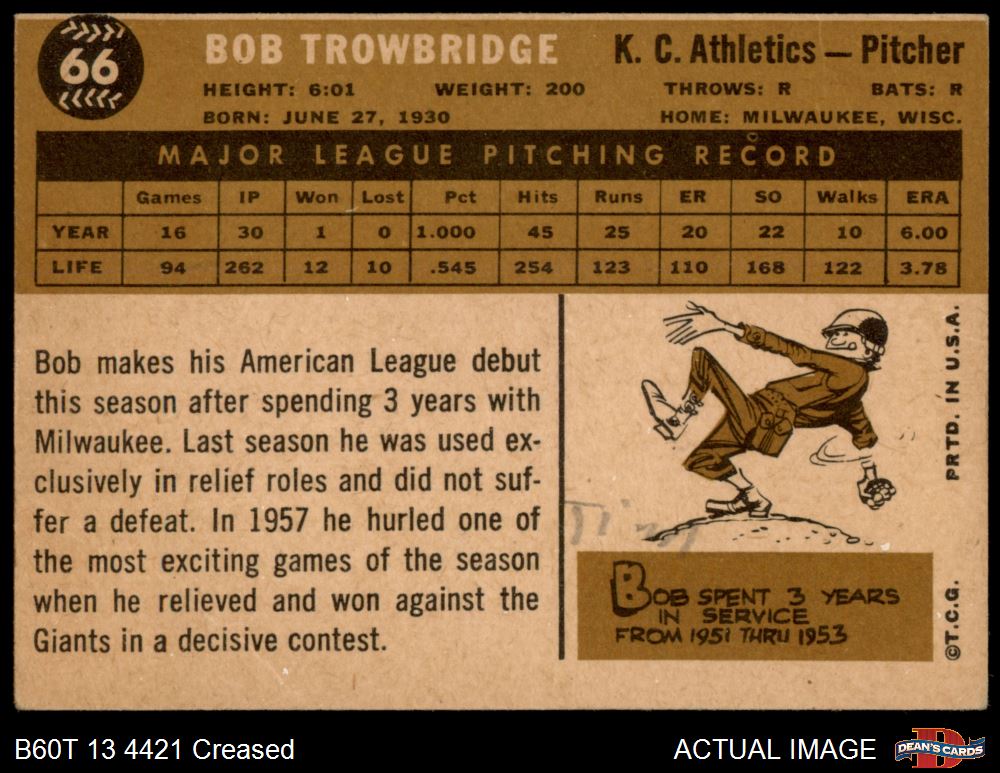 66
BOB TROWBRIDGE
K. C. Athletics — Pitcher
HEIGHT: 6:01 WEIGHT: 200 THROWS: R BATS: R
BORN: JUNE 27, 1930 HOME: MILWAUKEE, WISC.
MAJOR LEAGUE PITCHING RECORD
Games IP Won Lost Pct Hits Runs ER SO Walks ERA
YEAR 16 30 1 0 1.000 45 25 20 22 10 6.00
LIFE 94 262 12 10 .545 254 123 110 168 122 3.78
Bob makes his American League debut
this season after spending 3 years with
Milwaukee. Last season he was used ex-
clusively in relief roles and did not suf-
fer a defeat. In 1957 he hurled one of
the most exciting games of the season
when he relieved and won against the
Giants in a decisive contest.
BOB SPENT 3 YEARS
IN SERVICE
FROM 1951 THRU 1953
©T.C.G. PRTD. IN U.S.A.
B60T 13 4421 Creased
ACTUAL IMAGE
DEAN'S CARDS